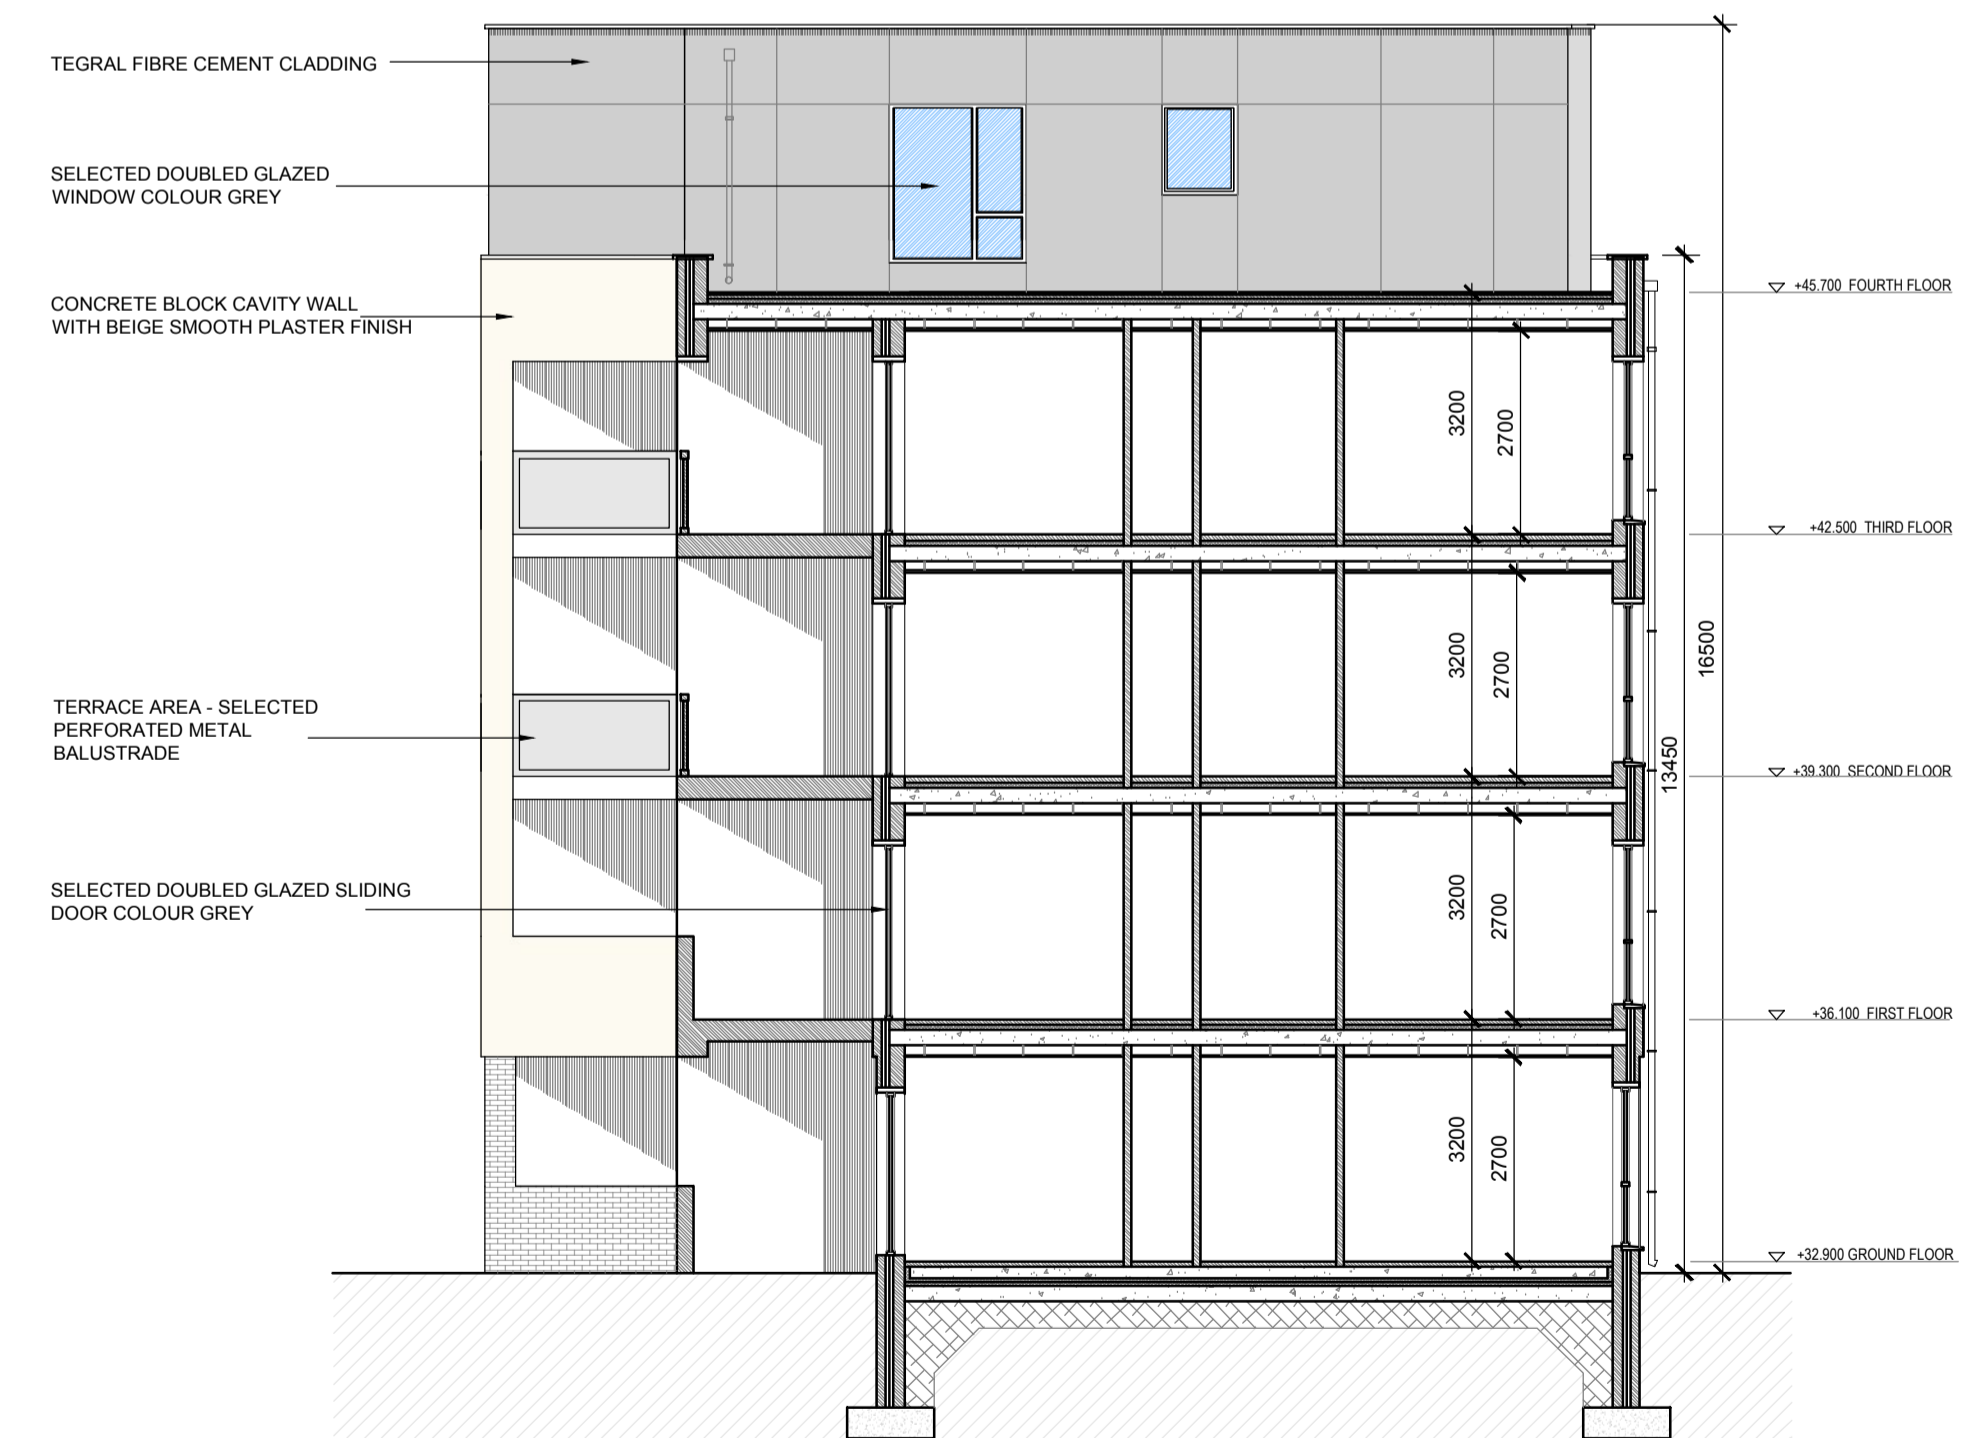 TEGRAL FIBRE CEMENT CLADDING
SELECTED DOUBLED GLAZED
WINDOW COLOUR GREY
+45.700 FOURTH FLOOR
CONCRETE BLOCK CAVITY WALL
WITH BEIGE SMOOTH PLASTER FINISH
3200
2700
+42.500 THIRD FLOOR
16500
3200
2700
TERRACE AREA - SELECTED
PERFORATED METAL
BALUSTRADE
13450
+39.300 SECOND FLOOR
SELECTED DOUBLED GLAZED SLIDING
DOOR COLOUR GREY
3200
2700
+36.100 FIRST FLOOR
3200
2700
+32.900 GROUND FLOOR